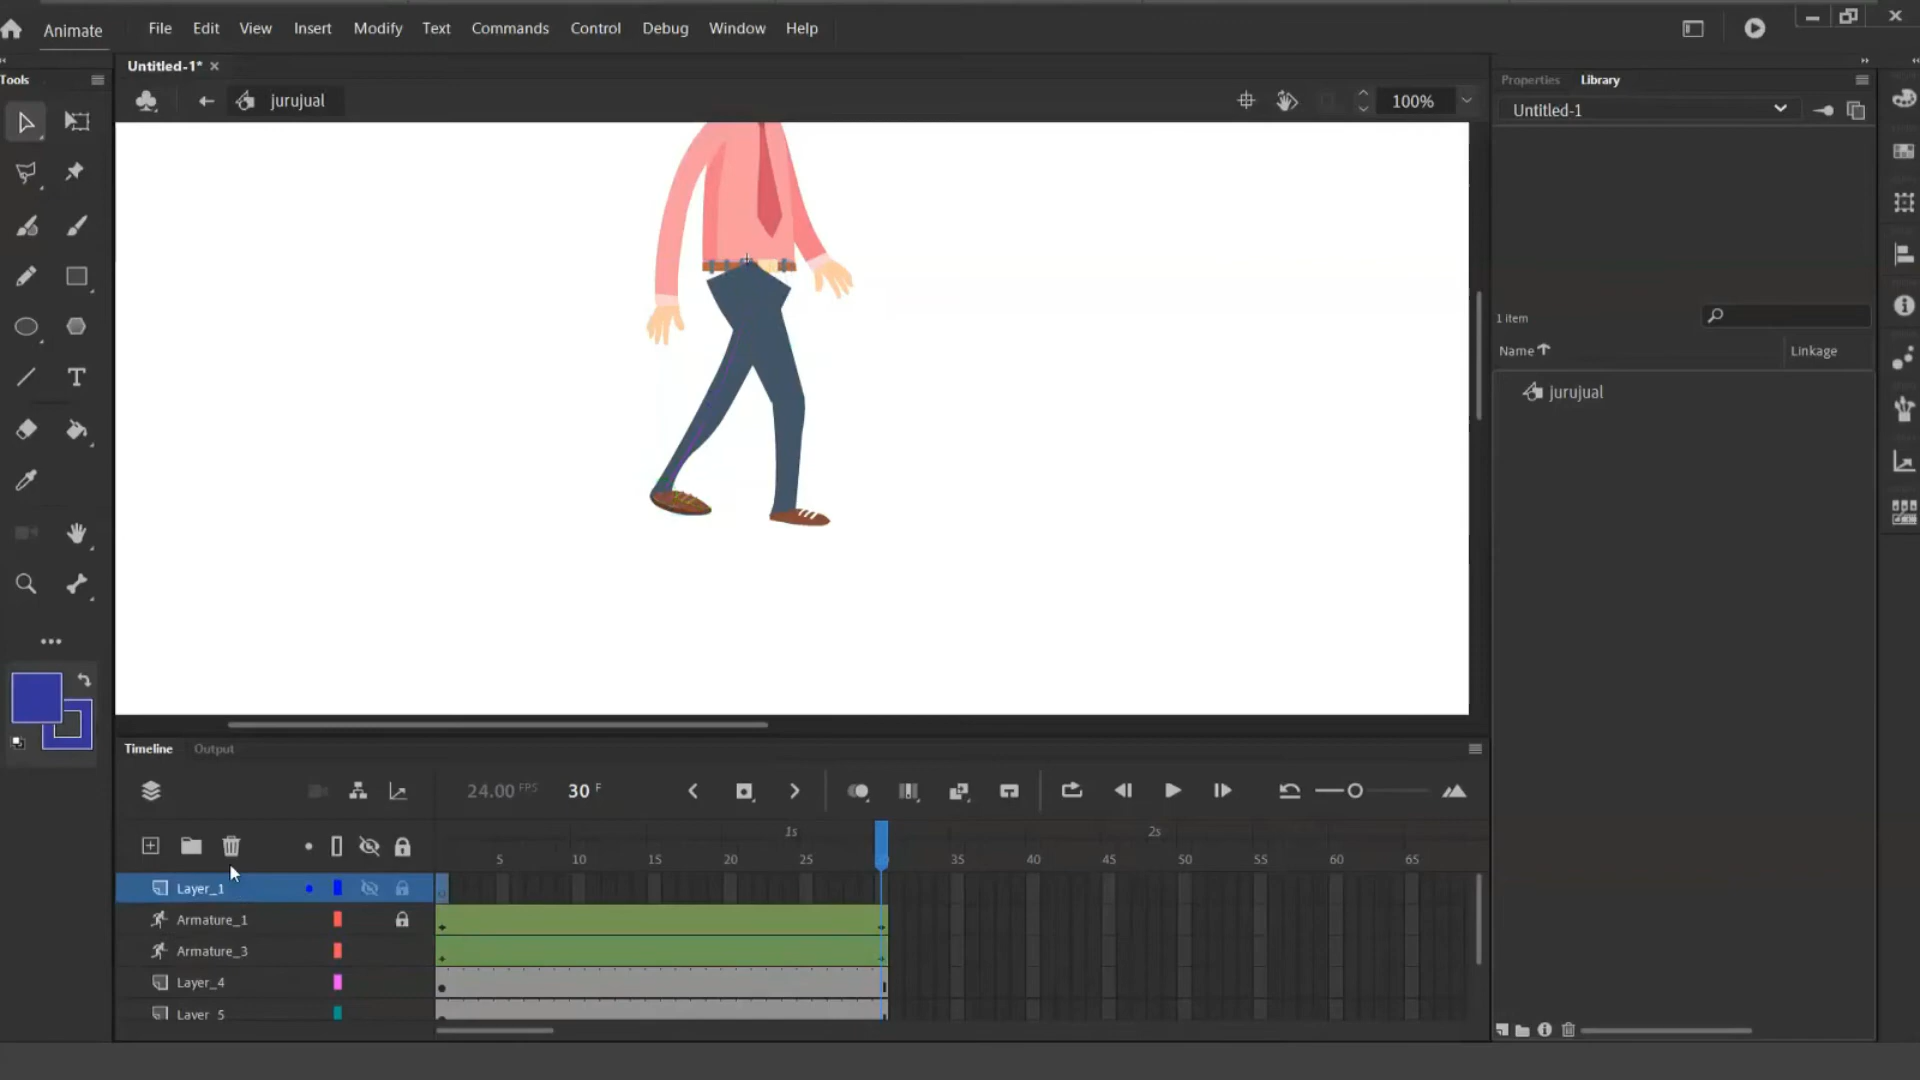 Animate File Edit View Insert Modify Text Commands Control Debug Window Help
Untitled-1* ×
Tools
Properties Library
jurujual
100%
Untitled-1
1 item
Name
Linkage
jurujual
Timeline Output
24.00 FPS 30 F
1s 2s
5 10 15 20 25 35 40 45 50 55 60 65
Layer_1
Armature_1
Armature_3
Layer_4
Layer_5